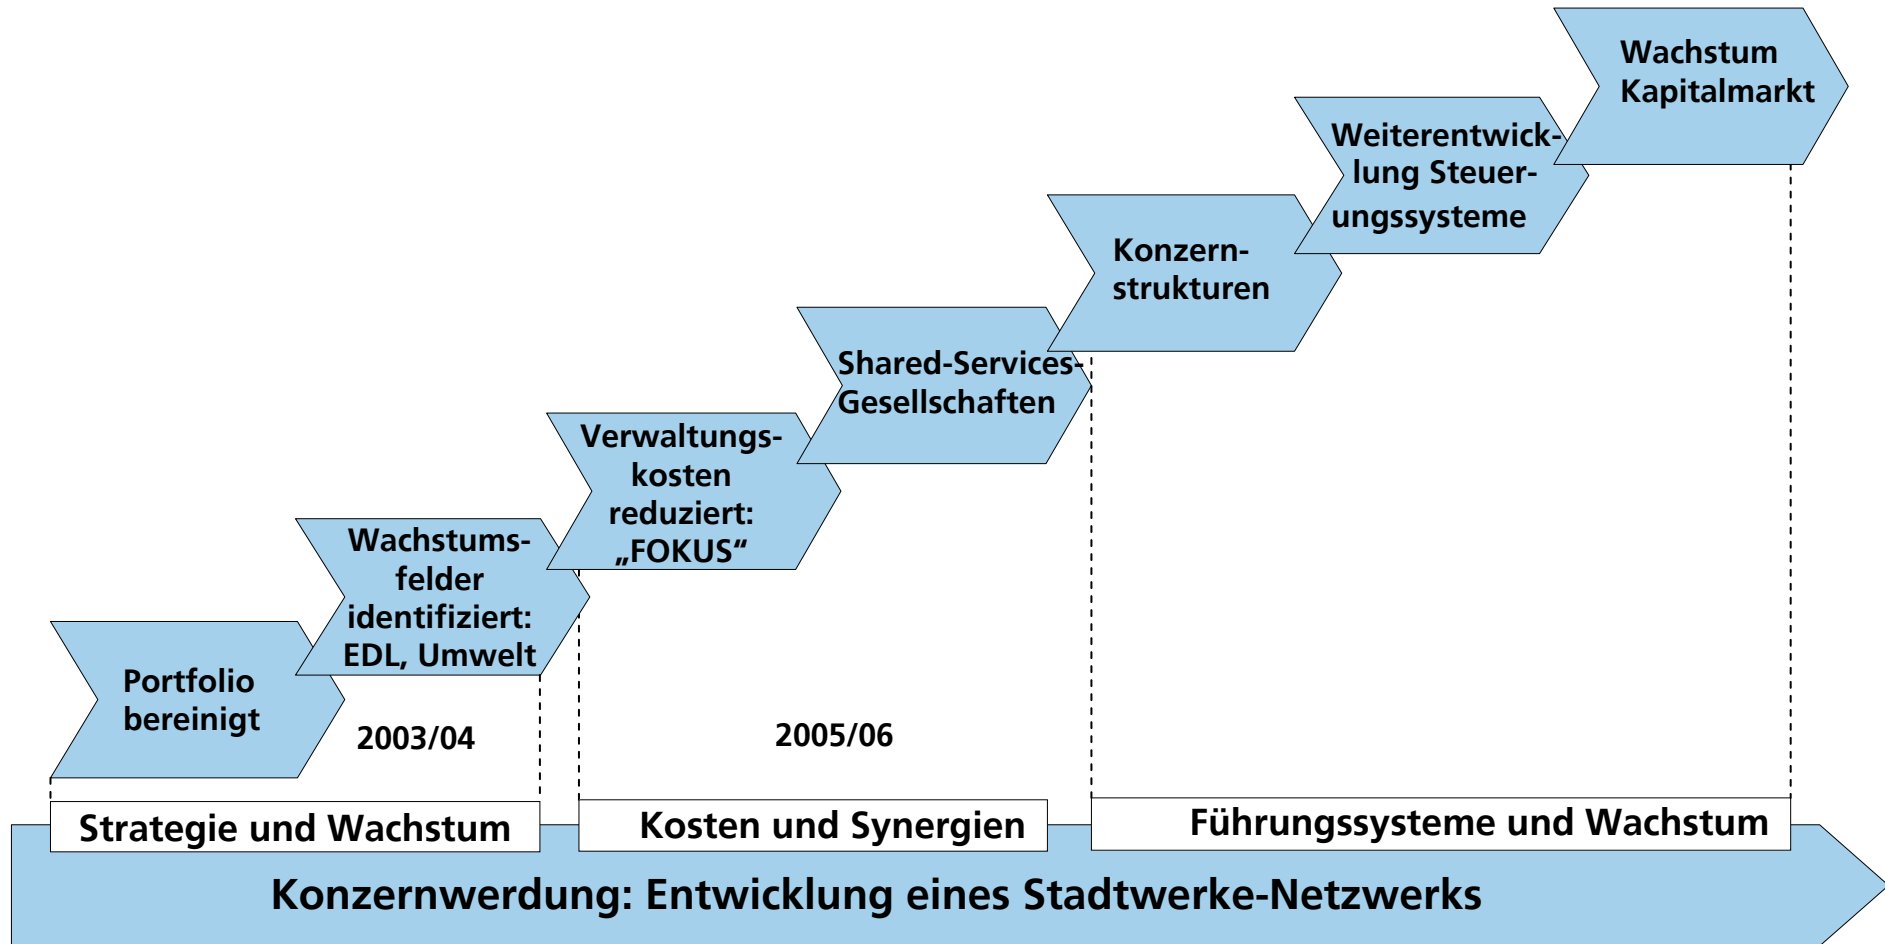 Wachstum
Kapitalmarkt
Weiterentwick-
lung Steuer-
ungssysteme
Konzern-
strukturen
Shared-Services-
Gesellschaften
Verwaltungs-
kosten
reduziert:
„FOKUS“
Wachstums-
felder
identifiziert:
EDL, Umwelt
Portfolio
bereinigt
2003/04
2005/06
Strategie und Wachstum
Kosten und Synergien
Führungssysteme und Wachstum
Konzernwerdung: Entwicklung eines Stadtwerke-Netzwerks